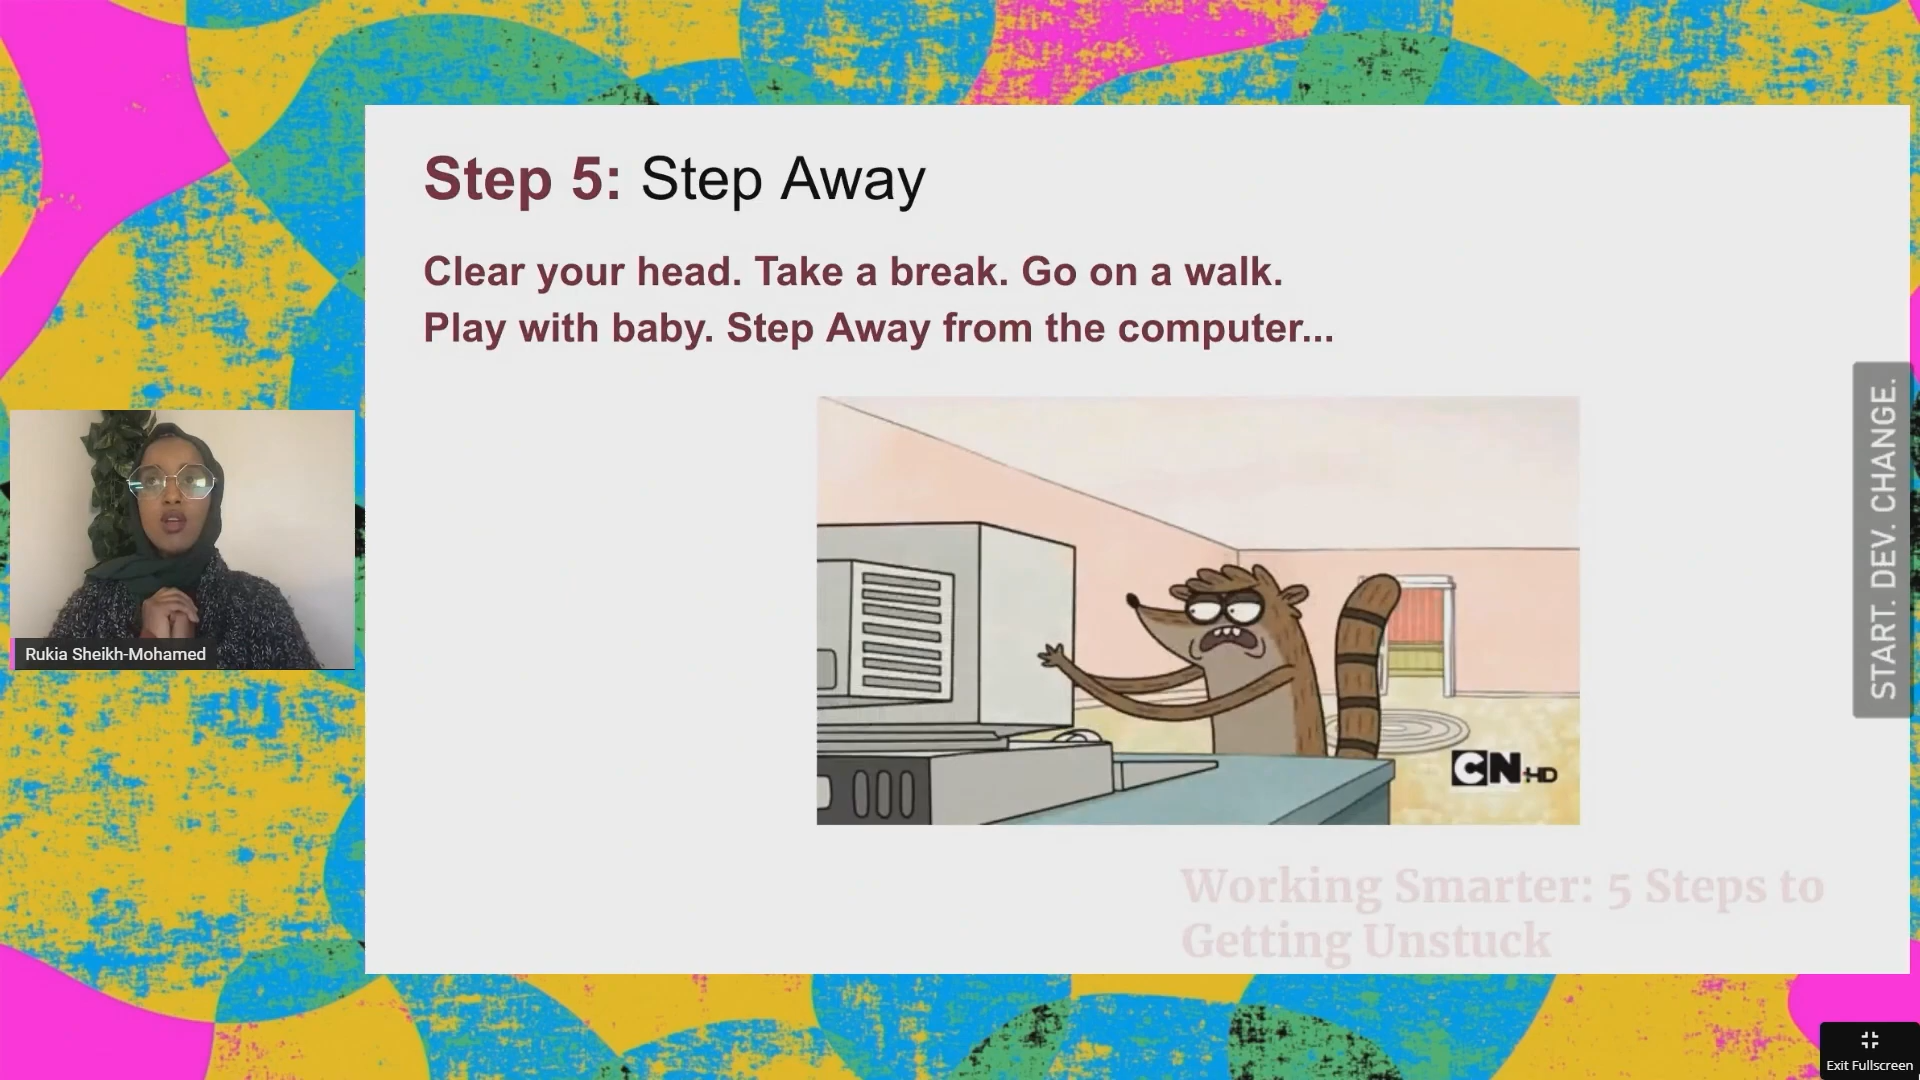 Step 5: Step Away
Clear your head. Take a break. Go on a walk.
Play with baby. Step Away from the computer...
START. DEV. CHANGE.
Rukia Sheikh-Mohamed
CN HD
Working Smarter: 5 Steps to
Getting Unstuck
Exit Fullscreen